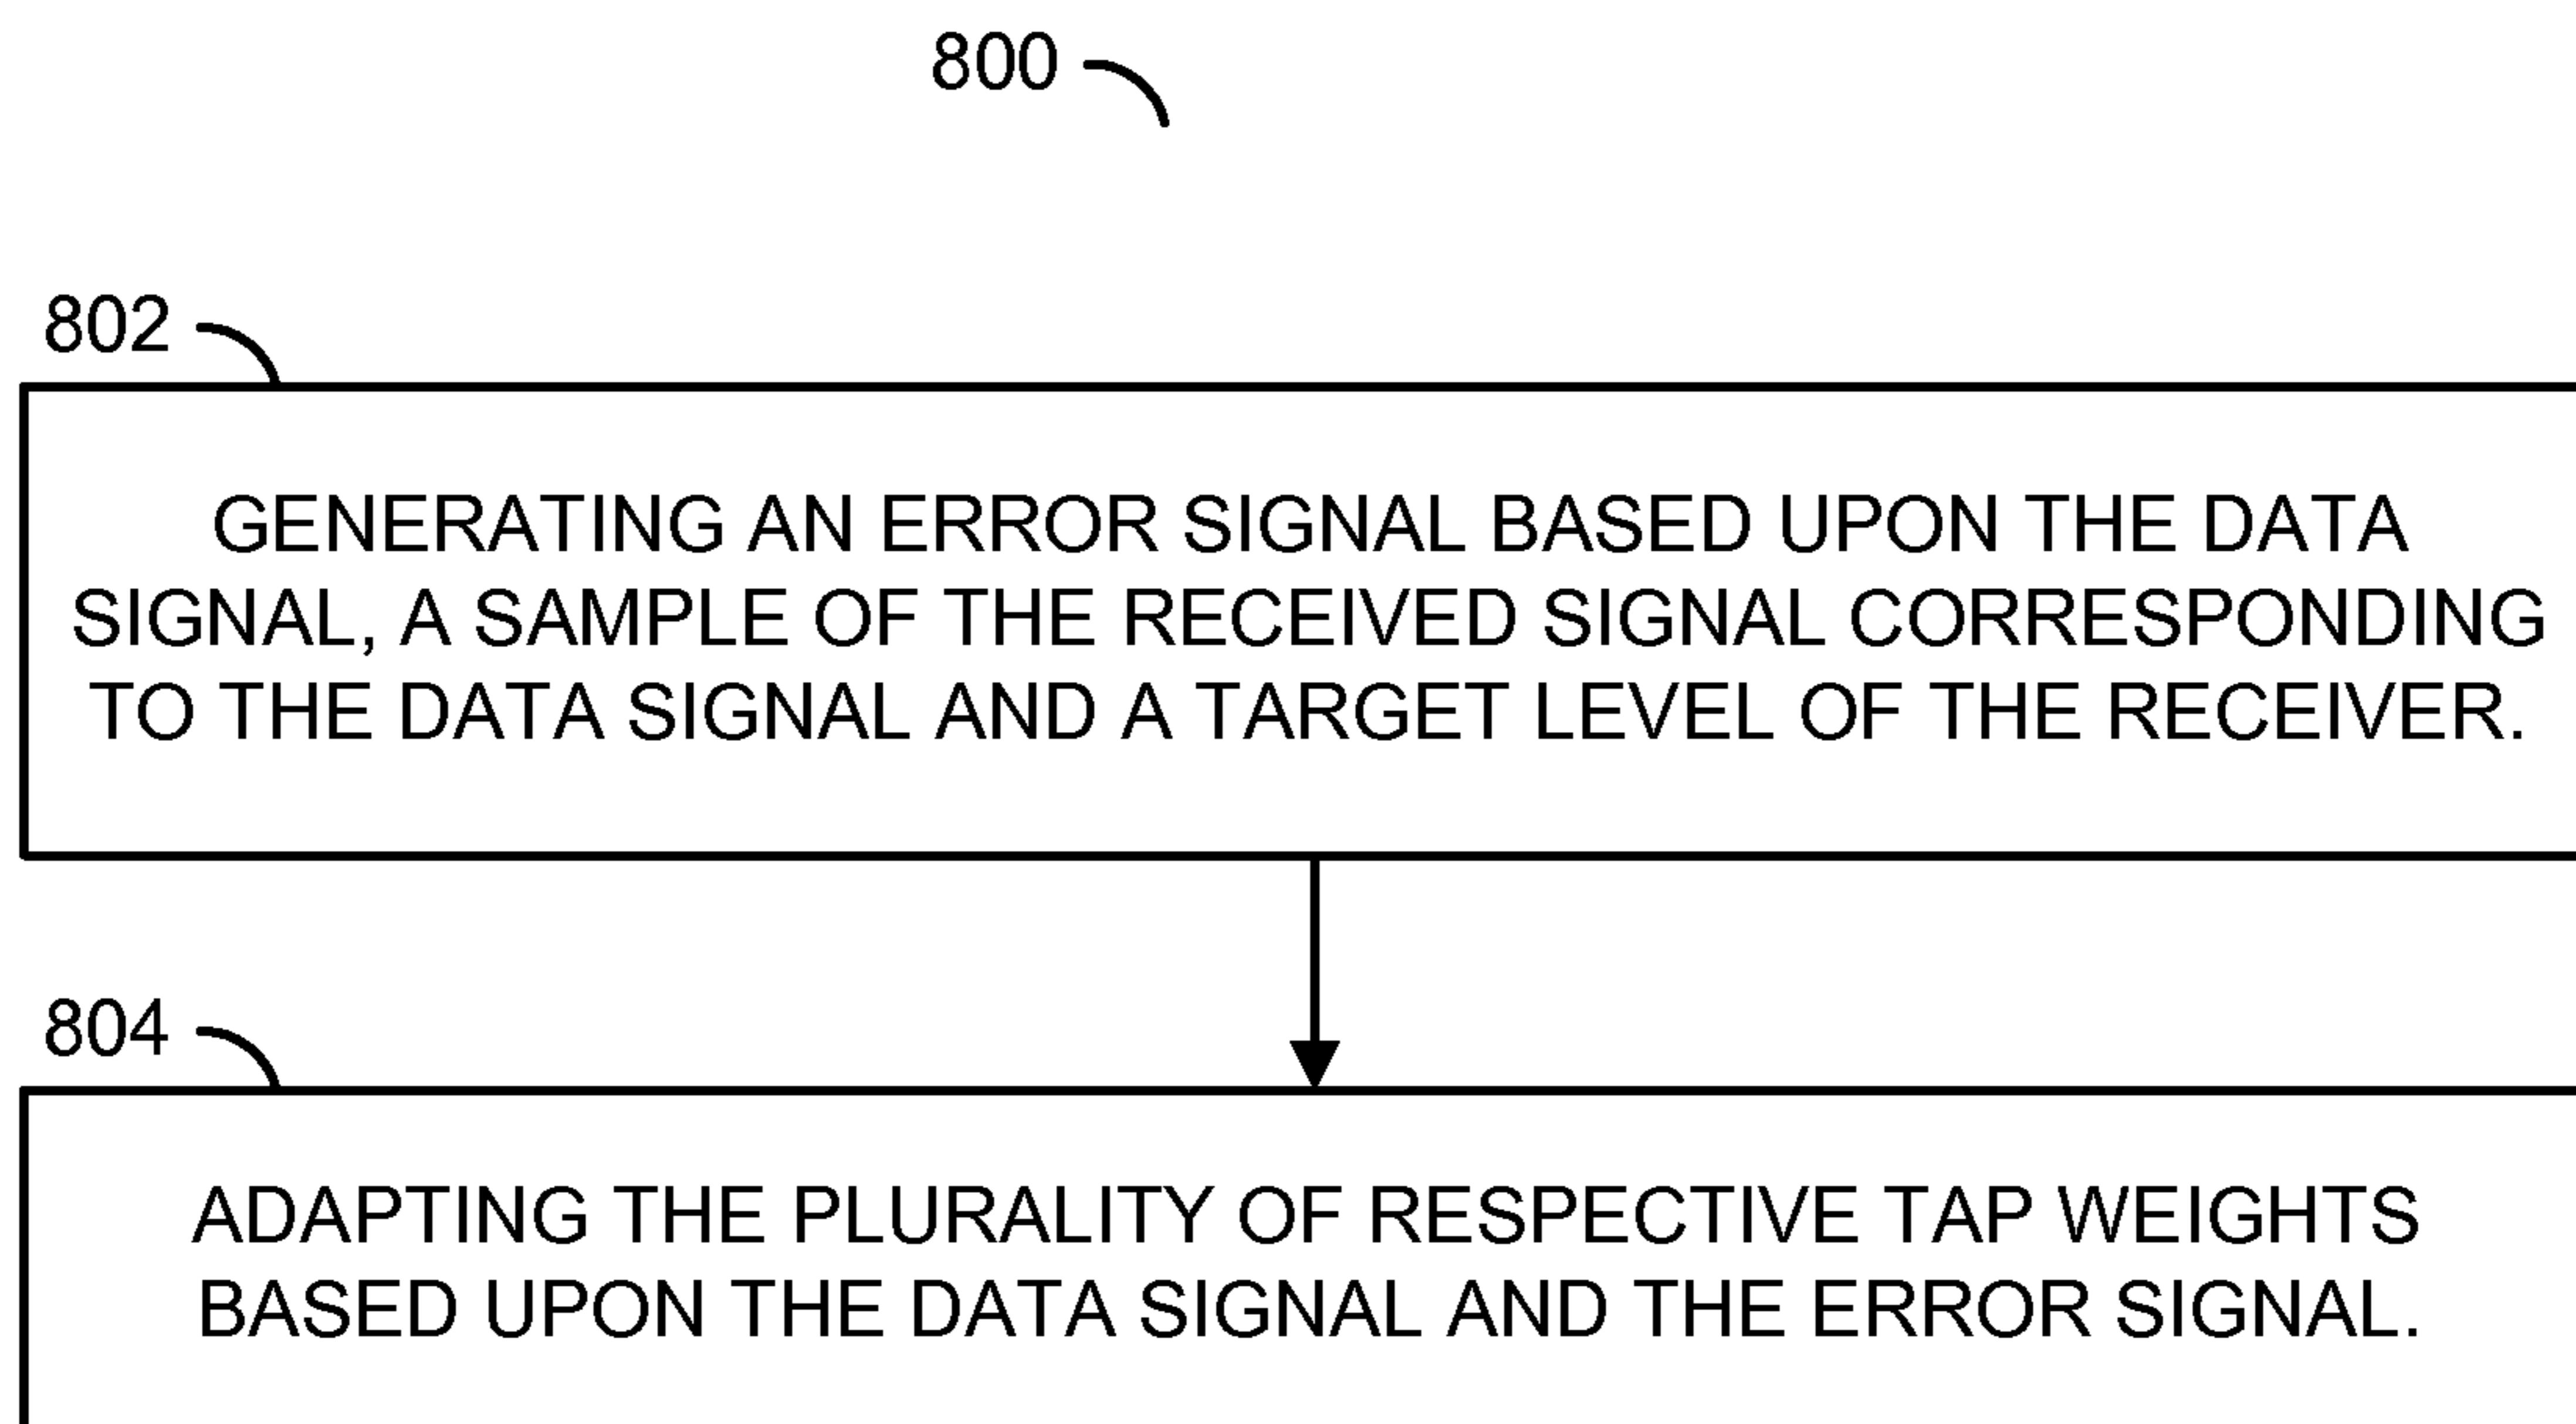 800
802
GENERATING AN ERROR SIGNAL BASED UPON THE DATA
SIGNAL, A SAMPLE OF THE RECEIVED SIGNAL CORRESPONDING
TO THE DATA SIGNAL AND A TARGET LEVEL OF THE RECEIVER.
804
ADAPTING THE PLURALITY OF RESPECTIVE TAP WEIGHTS
BASED UPON THE DATA SIGNAL AND THE ERROR SIGNAL.